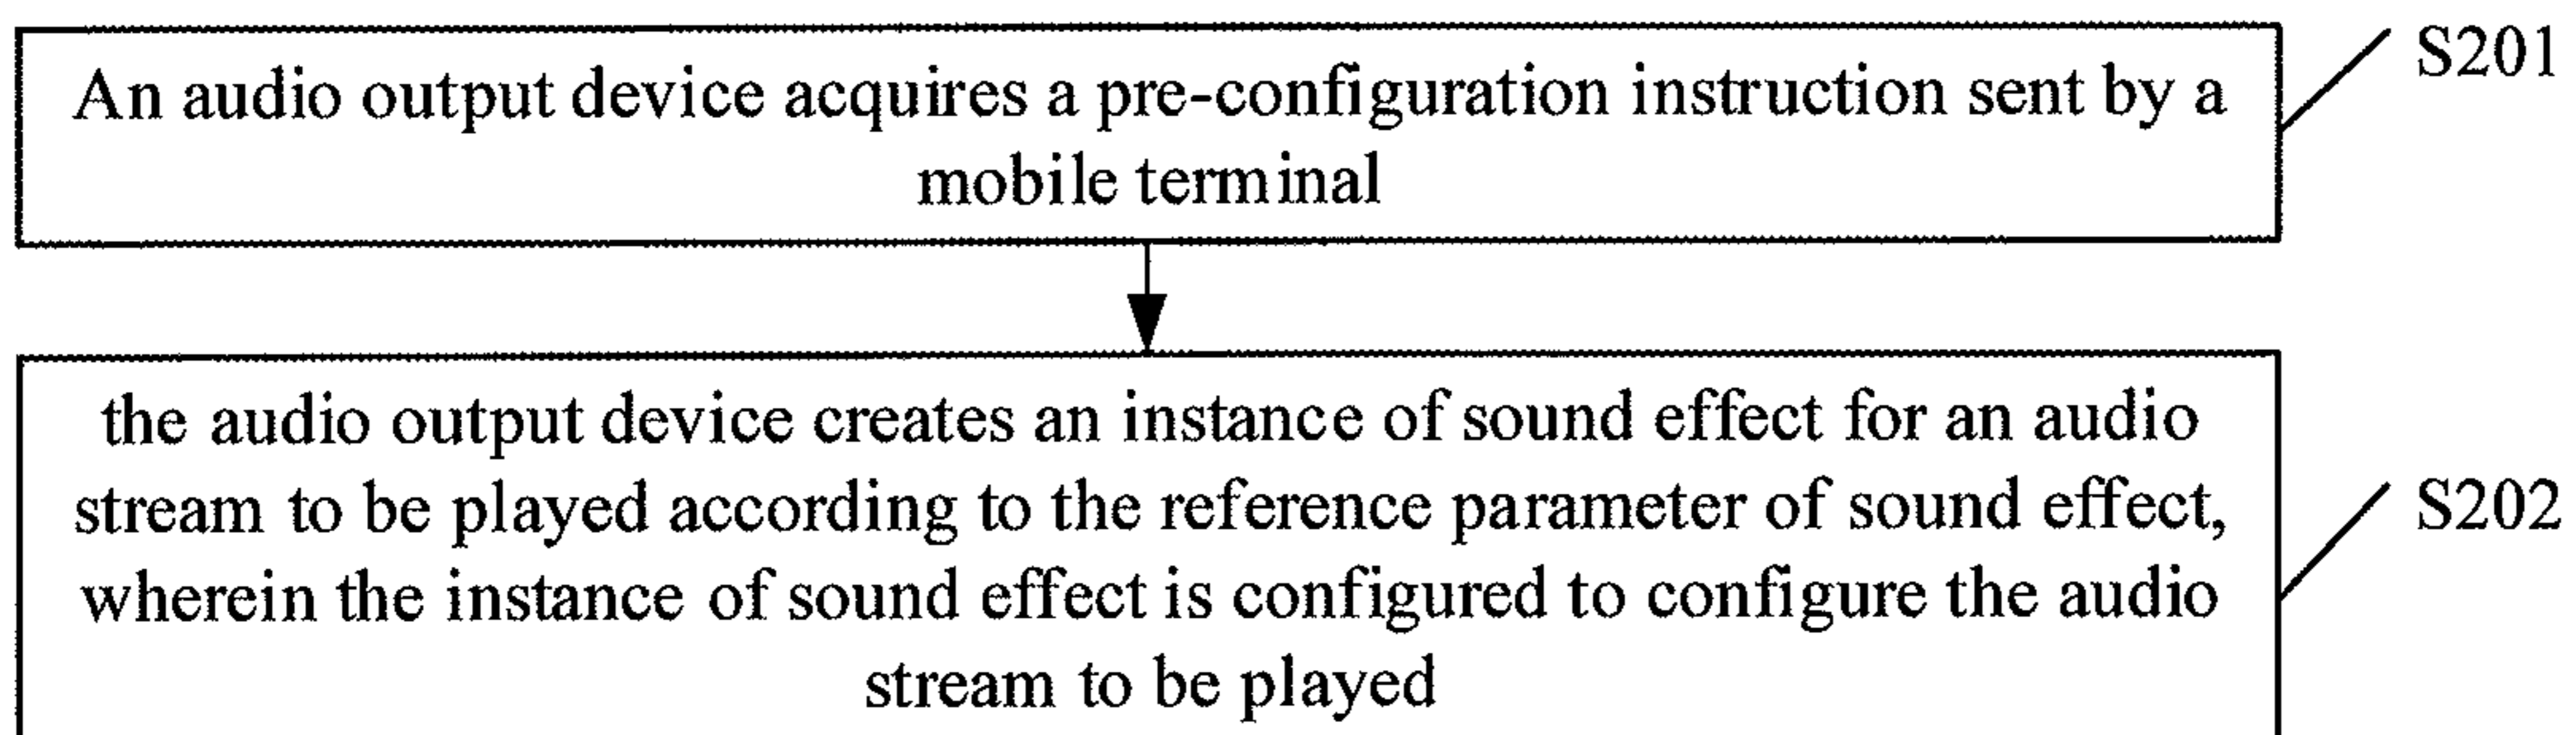 An audio output device acquires a pre-configuration instruction sent by a
mobile terminal
S201
the audio output device creates an instance of sound effect for an audio
stream to be played according to the reference parameter of sound effect,
wherein the instance of sound effect is configured to configure the audio
stream to be played
S202